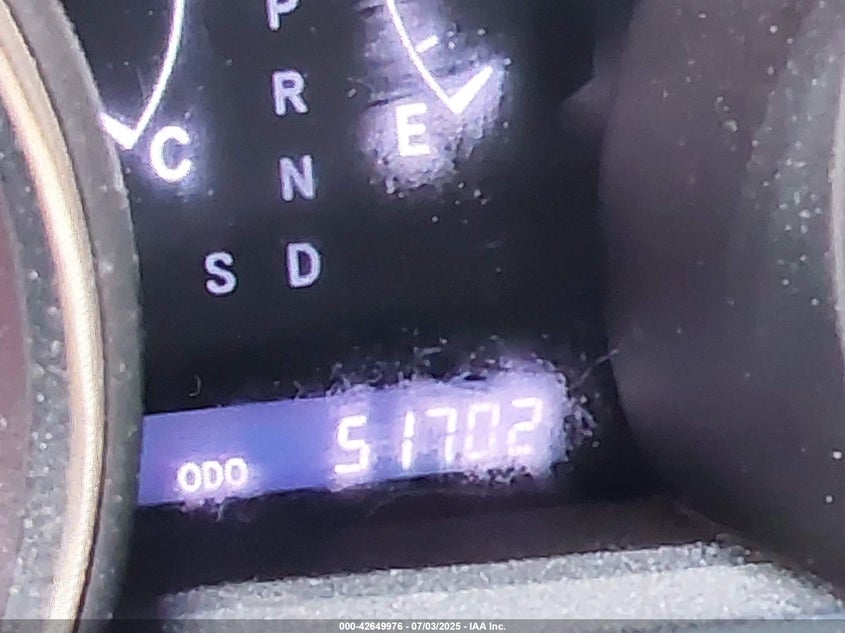 P
R
C E
N
S D
ODO 51702
000-42649976 - 07/03/2025 - IAA Inc.